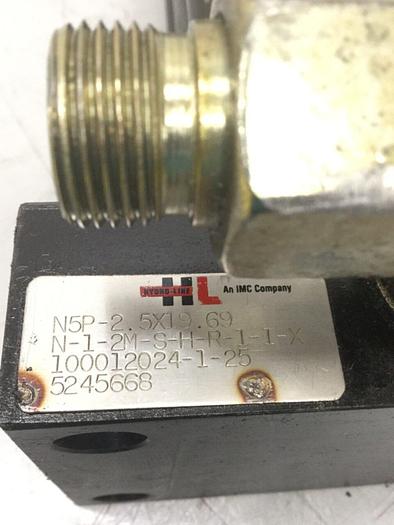 HYDRO-LINE HL An IMC Company
N5P-2.5X19.69
N-1-2M-S-H-R-1-1-X
100012024-1-25
5245668